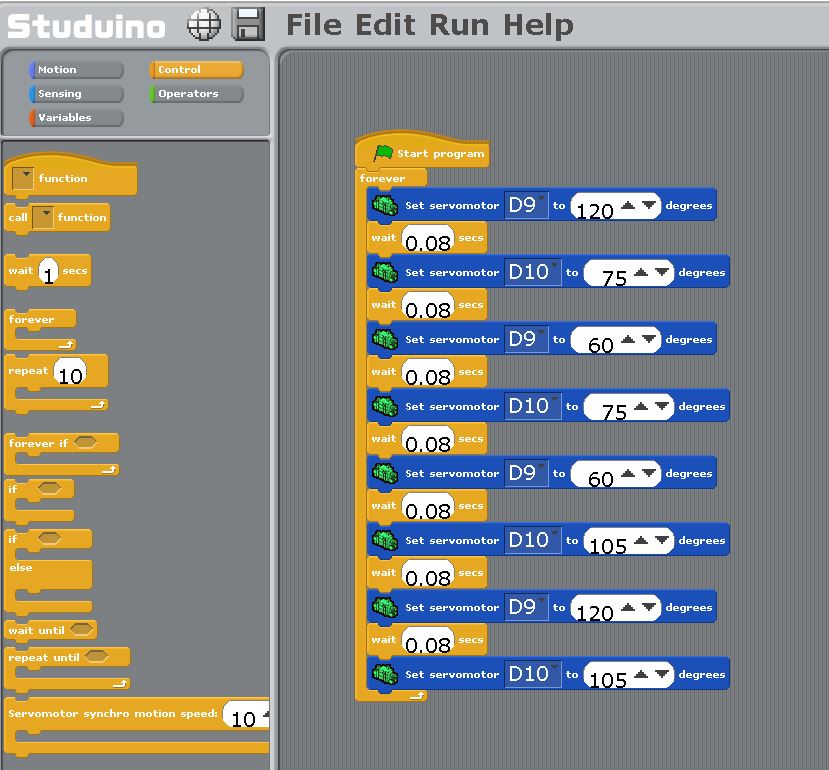 Studuino File Edit Run Help
Motion Control
Sensing Operators
Variables
function
call function
wait 1 secs
forever
repeat 10
forever if
if
if
else
wait until
repeat until
Servomotor synchro motion speed: 10
Start program
forever
Set servomotor D9 to 120 degrees
wait 0.08 secs
Set servomotor D10 to 75 degrees
wait 0.08 secs
Set servomotor D9 to 60 degrees
wait 0.08 secs
Set servomotor D10 to 75 degrees
wait 0.08 secs
Set servomotor D9 to 60 degrees
wait 0.08 secs
Set servomotor D10 to 105 degrees
wait 0.08 secs
Set servomotor D9 to 120 degrees
wait 0.08 secs
Set servomotor D10 to 105 degrees